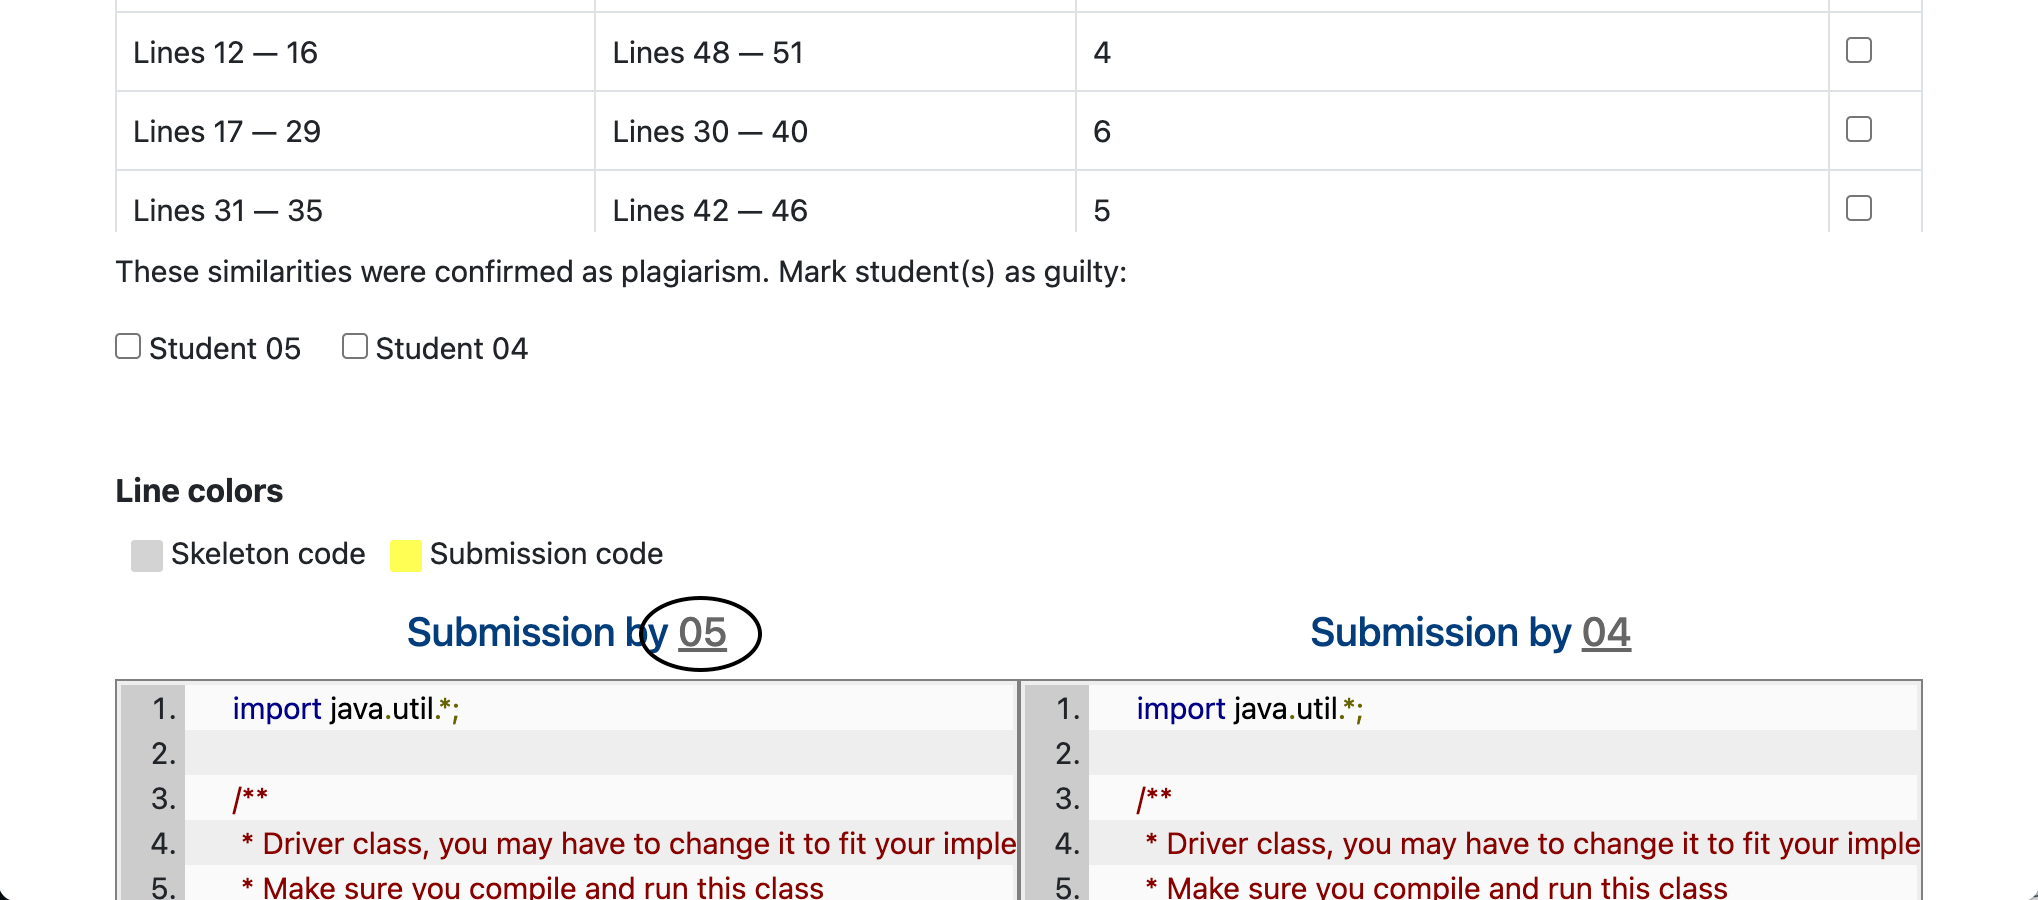 Lines 12 — 16 Lines 48 — 51 4
Lines 17 — 29 Lines 30 — 40 6
Lines 31 — 35 Lines 42 — 46 5
These similarities were confirmed as plagiarism. Mark student(s) as guilty:
Student 05 Student 04
Line colors
Skeleton code Submission code
Submission by 05 Submission by 04
1. import java.util.*; 1. import java.util.*;
2. 2.
3. /** 3. /**
4. * Driver class, you may have to change it to fit your imple 4. * Driver class, you may have to change it to fit your imple
5. * Make sure you compile and run this class 5. * Make sure you compile and run this class